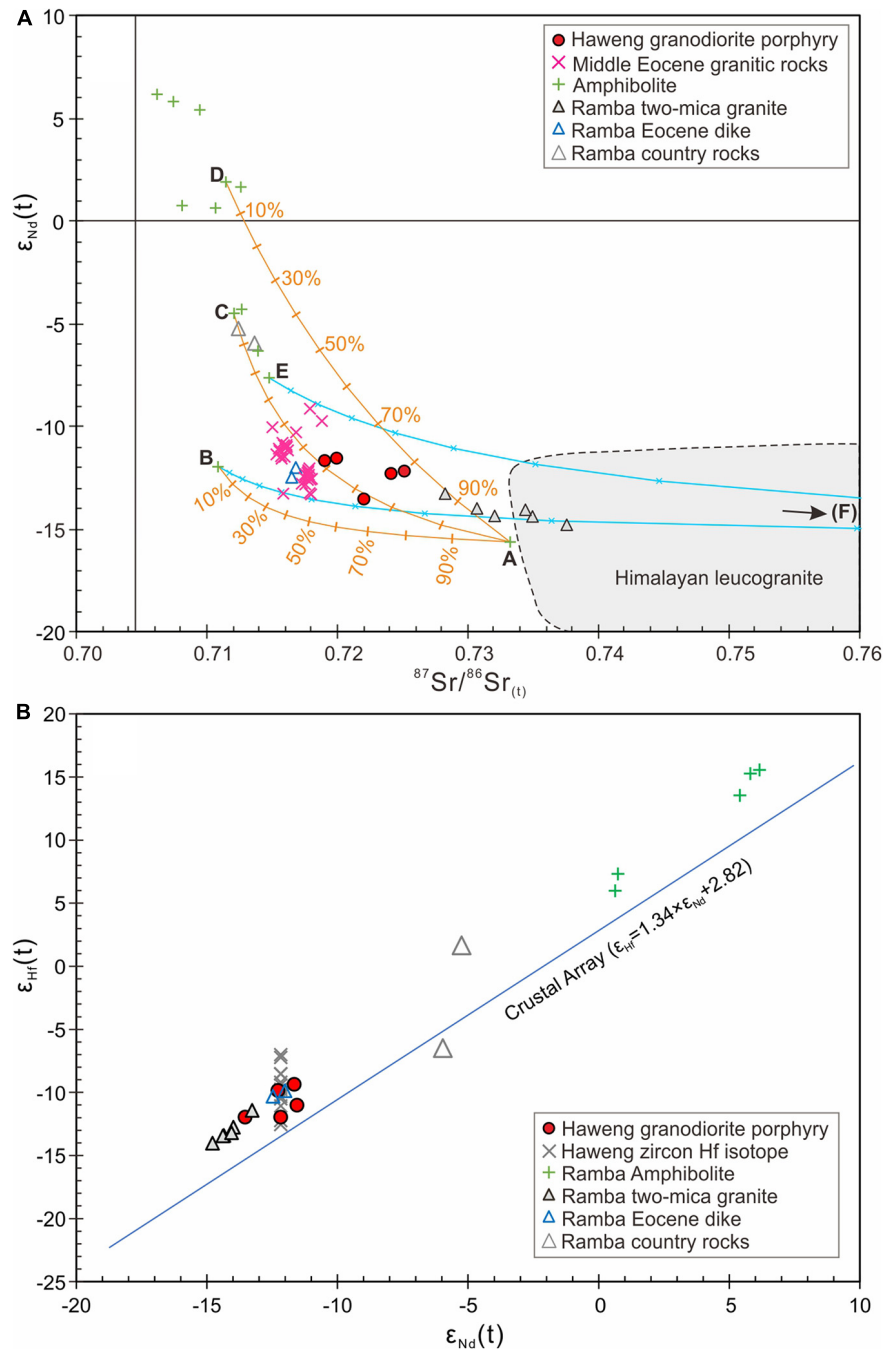 A
10
5
0
-5
-10
-15
-20
εNd(t)
Haweng granodiorite porphyry
Middle Eocene granitic rocks
Amphibolite
Ramba two-mica granite
Ramba Eocene dike
Ramba country rocks
D
10%
30%
C
50%
E
70%
B
90%
10%
30%
50%
70%
90%
A
(F)
Himalayan leucogranite
0.70 0.71 0.72 0.73 0.74 0.75 0.76
87Sr/86Sr(t)
B
20
15
10
5
0
-5
-10
-15
-20
-25
εHf(t)
Crustal Array (εHf=1.34×εNd+2.82)
Haweng granodiorite porphyry
Haweng zircon Hf isotope
Ramba Amphibolite
Ramba two-mica granite
Ramba Eocene dike
Ramba country rocks
-20 -15 -10 -5 0 5 10
εNd(t)